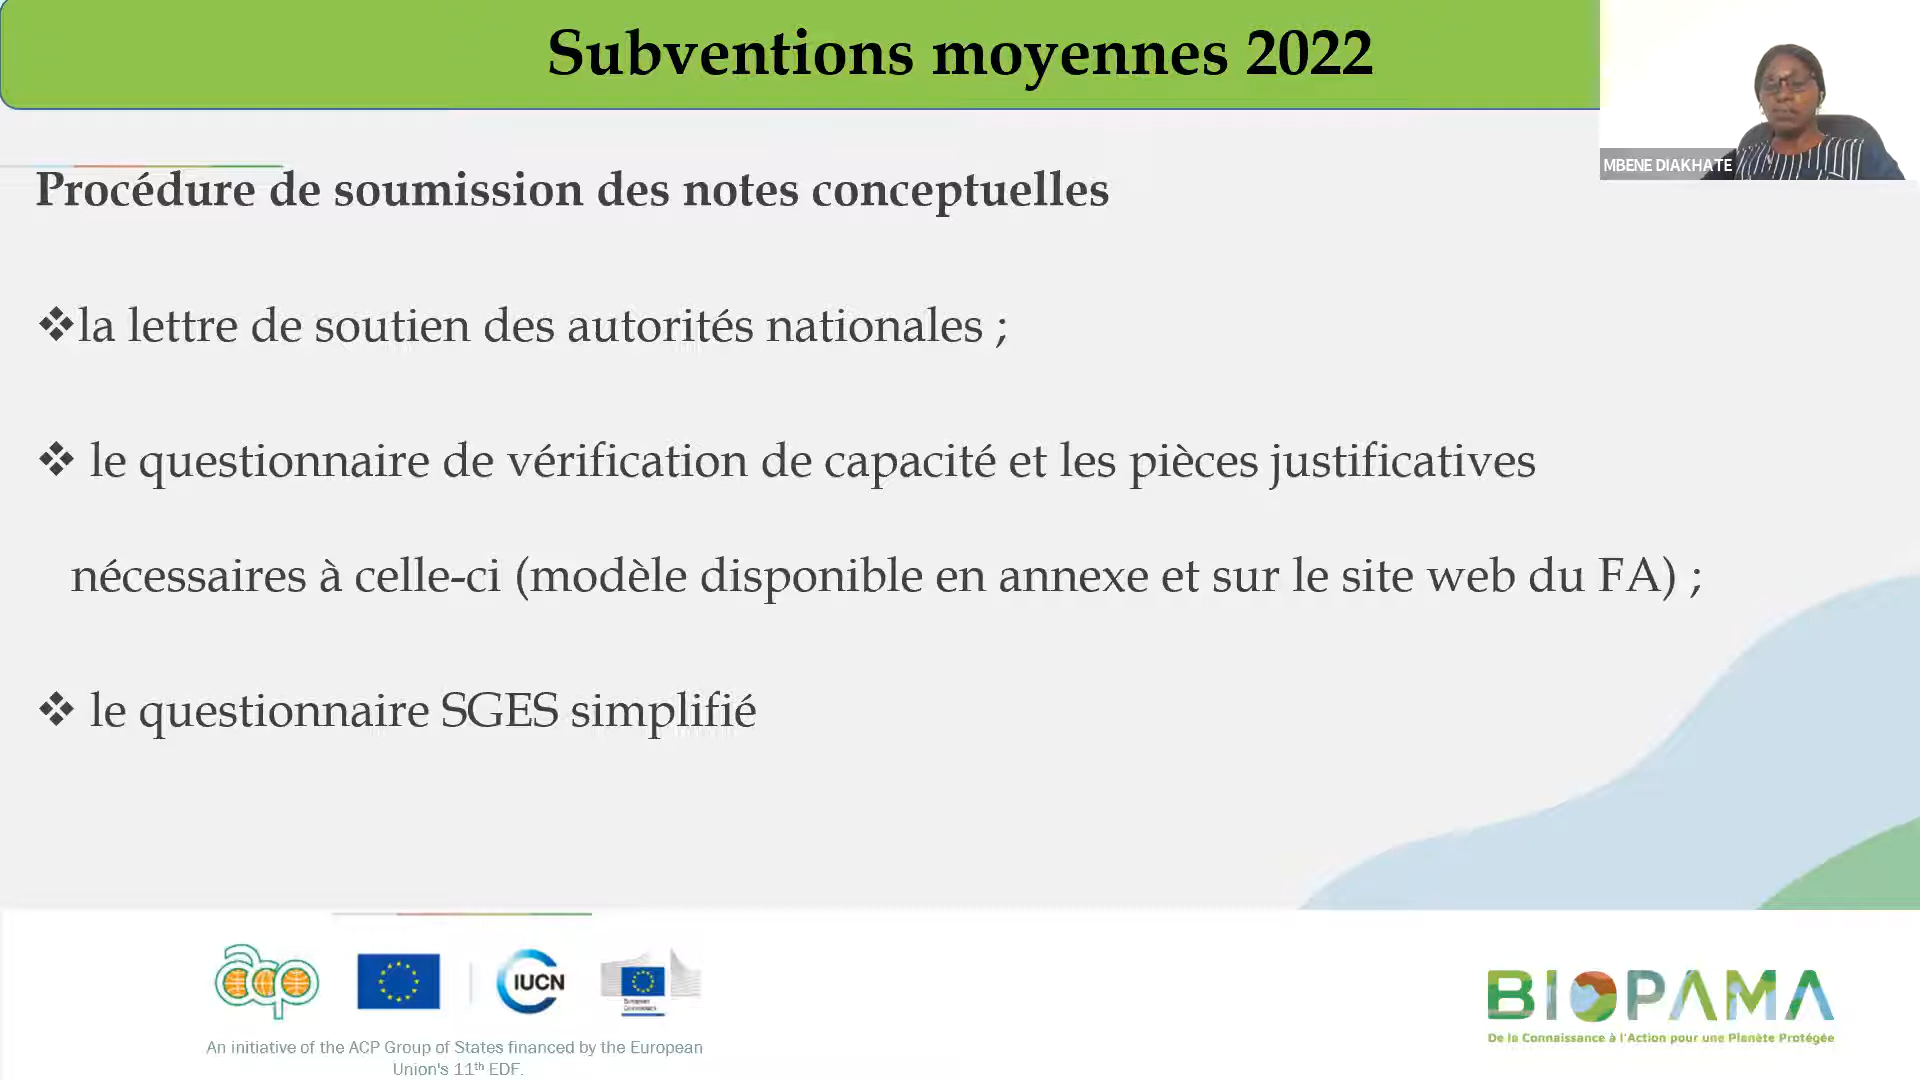 Subventions moyennes 2022
MBENE DIAKHATE
Procédure de soumission des notes conceptuelles
❖la lettre de soutien des autorités nationales ;
❖ le questionnaire de vérification de capacité et les pièces justificatives
nécessaires à celle-ci (modèle disponible en annexe et sur le site web du FA) ;
❖ le questionnaire SGES simplifié
acp
IUCN
European
Commission
BIOPAMA
De la Connaissance à l'Action pour une Planète Protégée
An initiative of the ACP Group of States financed by the European
Union's 11th EDF.